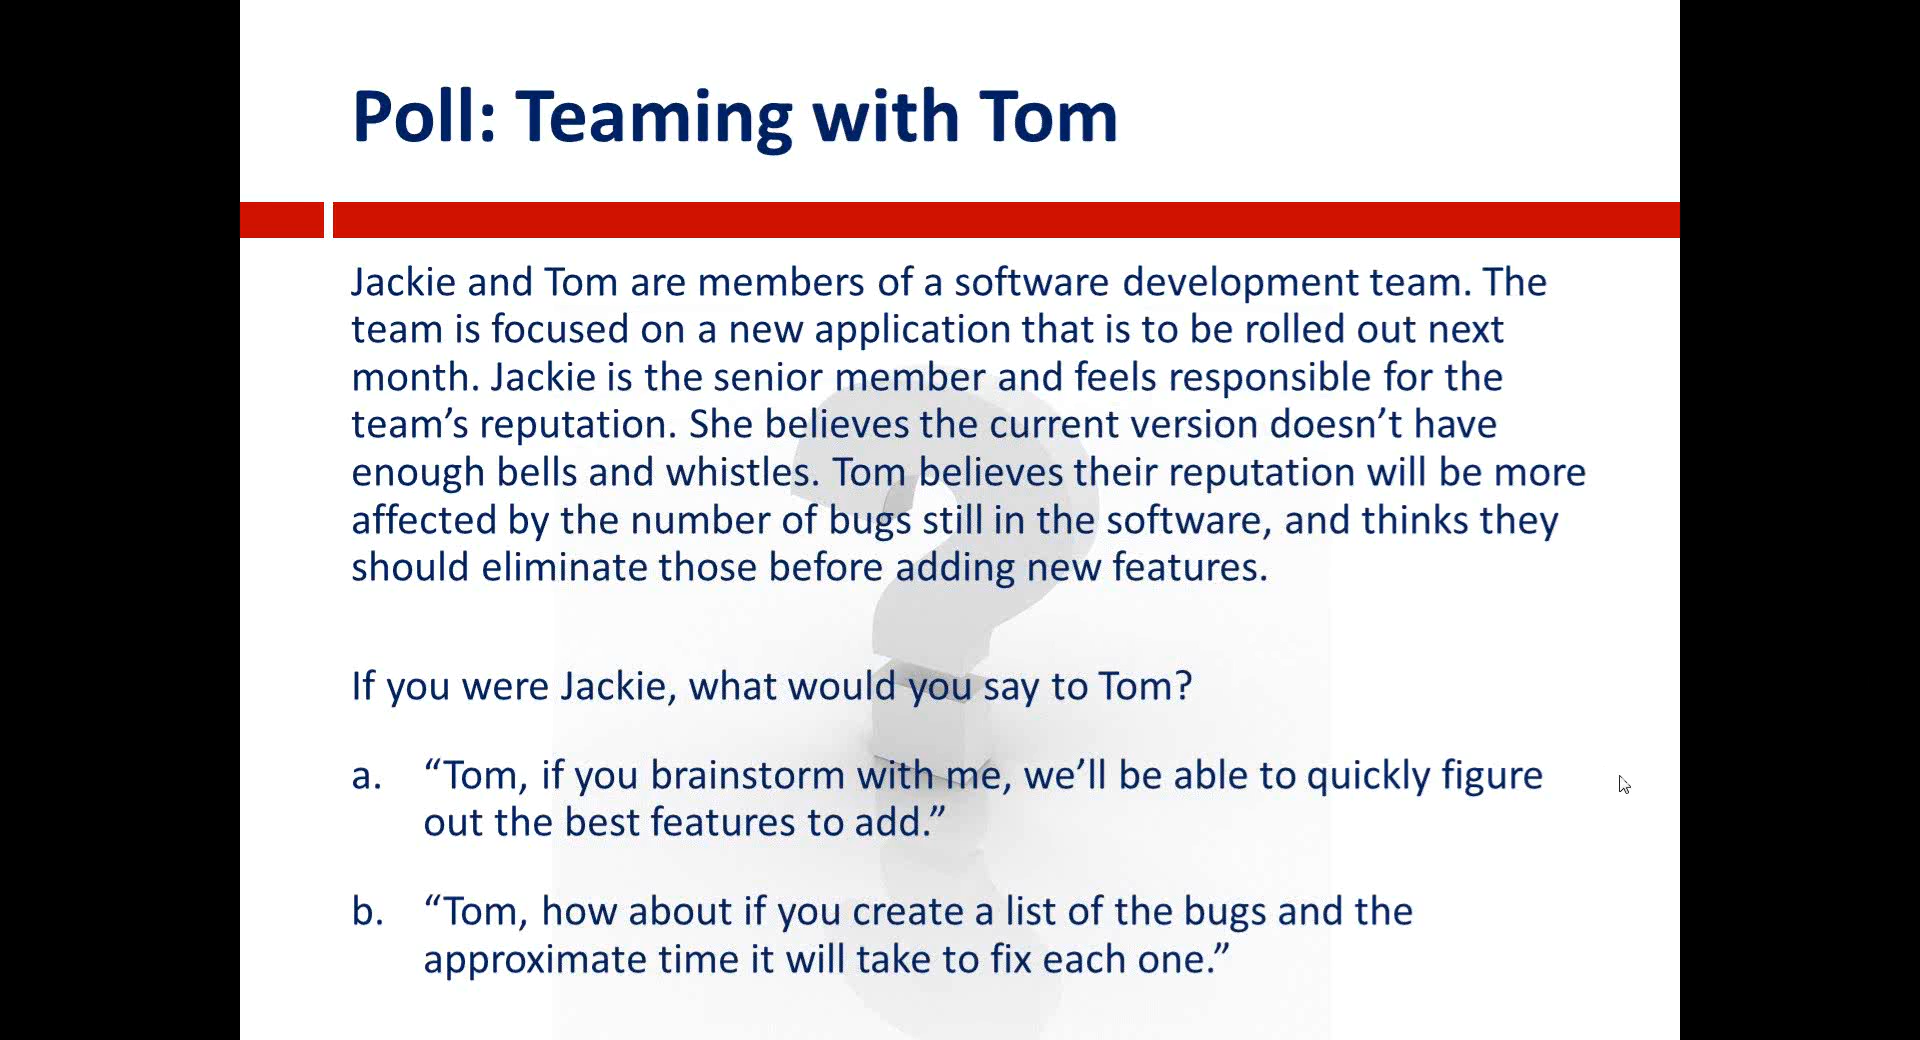 Poll: Teaming with Tom
Jackie and Tom are members of a software development team. The
team is focused on a new application that is to be rolled out next
month. Jackie is the senior member and feels responsible for the
team’s reputation. She believes the current version doesn’t have
enough bells and whistles. Tom believes their reputation will be more
affected by the number of bugs still in the software, and thinks they
should eliminate those before adding new features.
If you were Jackie, what would you say to Tom?
a. “Tom, if you brainstorm with me, we’ll be able to quickly figure
out the best features to add.”
b. “Tom, how about if you create a list of the bugs and the
approximate time it will take to fix each one.”